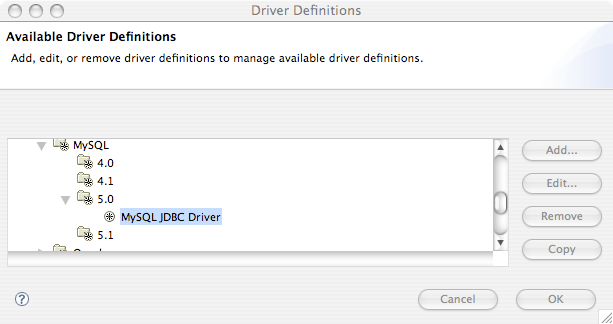 Driver Definitions
Available Driver Definitions
Add, edit, or remove driver definitions to manage available driver definitions.
MySQL
4.0
4.1
5.0
MySQL JDBC Driver
5.1
Add...
Edit...
Remove
Copy
?
Cancel
OK